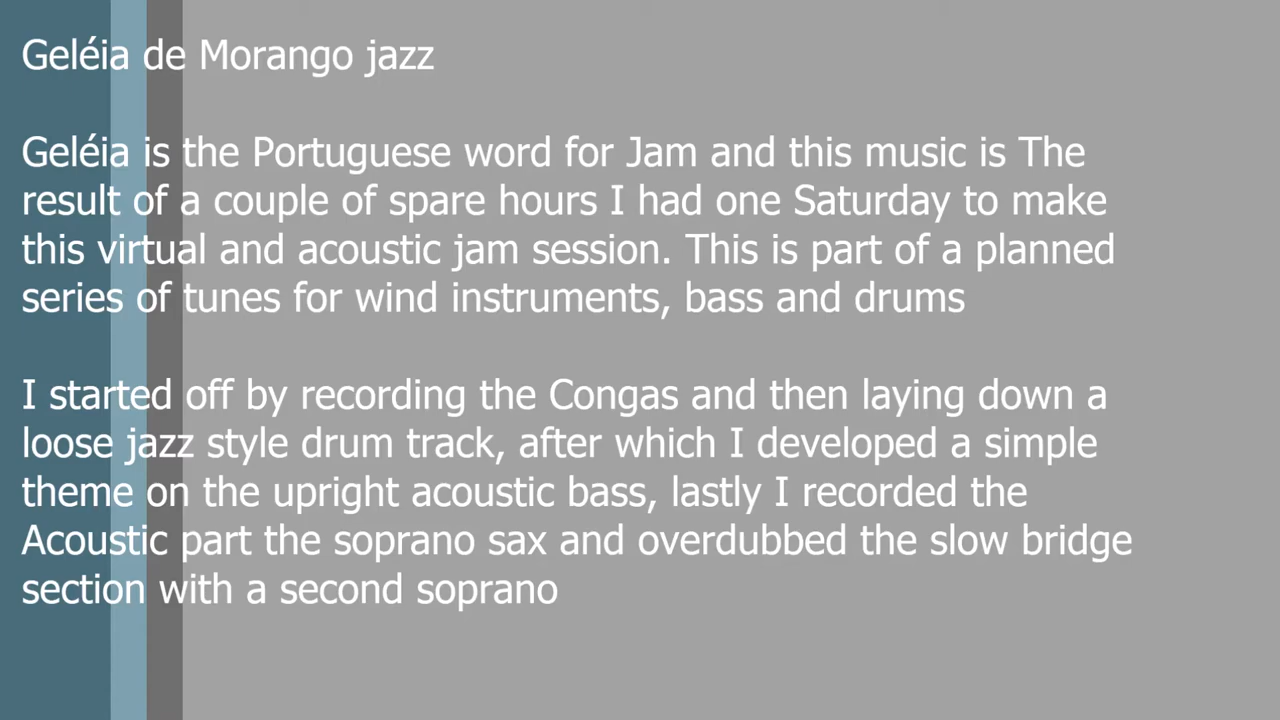 Geléia de Morango jazz
Geléia is the Portuguese word for Jam and this music is The
result of a couple of spare hours I had one Saturday to make
this virtual and acoustic jam session. This is part of a planned
series of tunes for wind instruments, bass and drums
I started off by recording the Congas and then laying down a
loose jazz style drum track, after which I developed a simple
theme on the upright acoustic bass, lastly I recorded the
Acoustic part the soprano sax and overdubbed the slow bridge
section with a second soprano